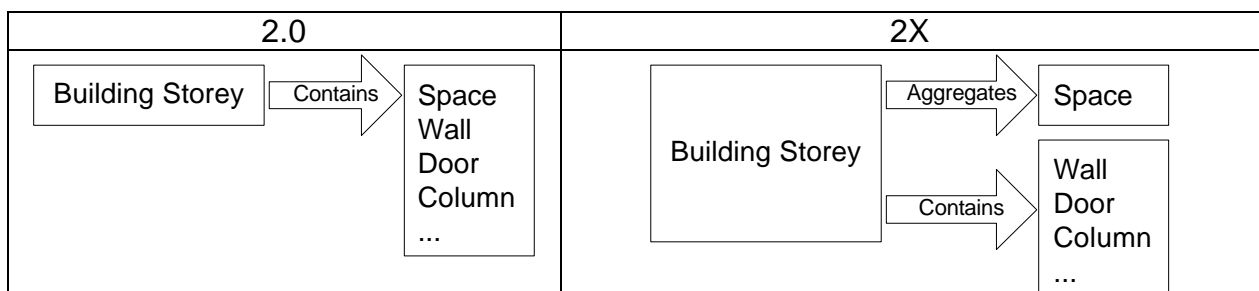 2.0
2X
Building Storey
Contains
Space
Wall
Door
Column
...
Building Storey
Aggregates
Space
Contains
Wall
Door
Column
...